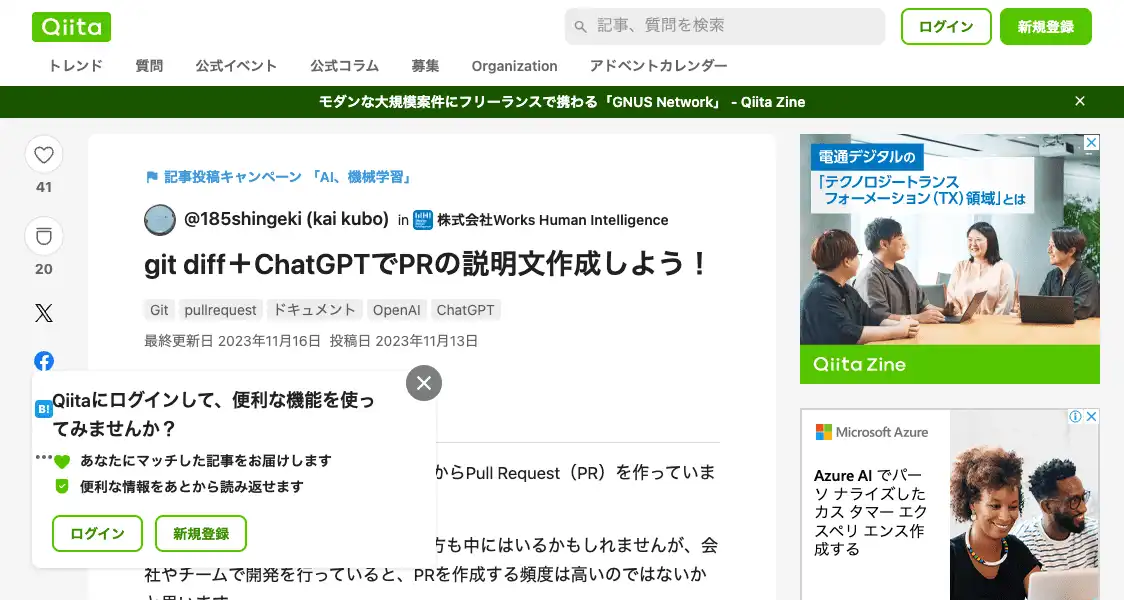 Qiita
記事、質問を検索
ログイン
新規登録
トレンド 質問 公式イベント 公式コラム 募集 Organization アドベントカレンダー
モダンな大規模案件にフリーランスで携わる「GNUS Network」 - Qiita Zine
41
20
記事投稿キャンペーン 「AI、機械学習」
@185shingeki (kai kubo) in 株式会社Works Human Intelligence
git diff＋ChatGPTでPRの説明文作成しよう！
Git pullrequest ドキュメント OpenAI ChatGPT
最終更新日 2023年11月16日 投稿日 2023年11月13日
B!
Qiitaにログインして、便利な機能を使っ
てみませんか？
あなたにマッチした記事をお届けします
便利な情報をあとから読み返せます
ログイン 新規登録
からPull Request（PR）を作っていま
方も中にはいるかもしれませんが、会
社やチームで開発を行っていると、PRを作成する頻度は高いのではないか
と思います。
電通デジタルの
「テクノロジートランス
フォーメーション（TX）領域」とは
Qiita Zine
Microsoft Azure
Azure AI でパー
ソ ナライズした
カス タマー エク
スペリ エンス作
成する